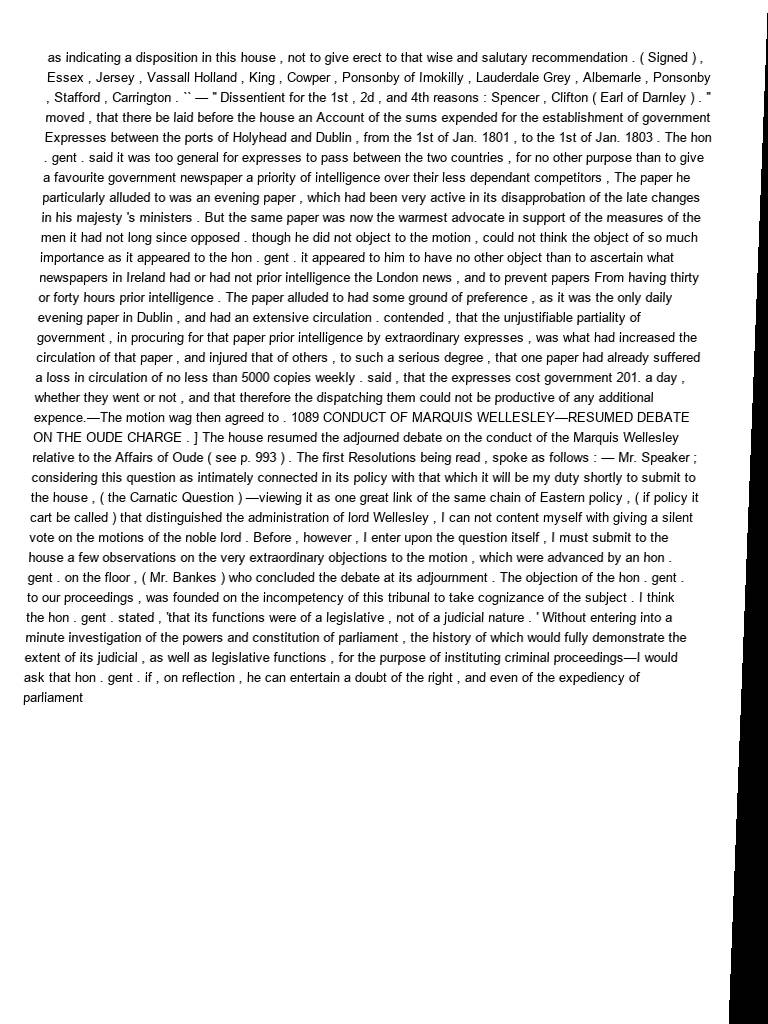 as indicating a disposition in this house , not to give erect to that wise and salutary recommendation . ( Signed ) ,
Essex , Jersey , Vassall Holland , King , Cowper , Ponsonby of Imokilly , Lauderdale Grey , Albemarle , Ponsonby
, Stafford , Carrington . `` — " Dissentient for the 1st , 2d , and 4th reasons : Spencer , Clifton ( Earl of Darnley ) . "
moved , that there be laid before the house an Account of the sums expended for the establishment of government
Expresses between the ports of Holyhead and Dublin , from the 1st of Jan. 1801 , to the 1st of Jan. 1803 . The hon
. gent . said it was too general for expresses to pass between the two countries , for no other purpose than to give
a favourite government newspaper a priority of intelligence over their less dependant competitors , The paper he
particularly alluded to was an evening paper , which had been very active in its disapprobation of the late changes
in his majesty 's ministers . But the same paper was now the warmest advocate in support of the measures of the
men it had not long since opposed . though he did not object to the motion , could not think the object of so much
importance as it appeared to the hon . gent . it appeared to him to have no other object than to ascertain what
newspapers in Ireland had or had not prior intelligence the London news , and to prevent papers From having thirty
or forty hours prior intelligence . The paper alluded to had some ground of preference , as it was the only daily
evening paper in Dublin , and had an extensive circulation . contended , that the unjustifiable partiality of
government , in procuring for that paper prior intelligence by extraordinary expresses , was what had increased the
circulation of that paper , and injured that of others , to such a serious degree , that one paper had already suffered
a loss in circulation of no less than 5000 copies weekly . said , that the expresses cost government 201. a day ,
whether they went or not , and that therefore the dispatching them could not be productive of any additional
expence.—The motion wag then agreed to . 1089 CONDUCT OF MARQUIS WELLESLEY—RESUMED DEBATE
ON THE OUDE CHARGE . ] The house resumed the adjourned debate on the conduct of the Marquis Wellesley
relative to the Affairs of Oude ( see p. 993 ) . The first Resolutions being read , spoke as follows : — Mr. Speaker ;
considering this question as intimately connected in its policy with that which it will be my duty shortly to submit to
the house , ( the Carnatic Question ) —viewing it as one great link of the same chain of Eastern policy , ( if policy it
cart be called ) that distinguished the administration of lord Wellesley , I can not content myself with giving a silent
vote on the motions of the noble lord . Before , however , I enter upon the question itself , I must submit to the
house a few observations on the very extraordinary objections to the motion , which were advanced by an hon .
gent . on the floor , ( Mr. Bankes ) who concluded the debate at its adjournment . The objection of the hon . gent .
to our proceedings , was founded on the incompetency of this tribunal to take cognizance of the subject . I think
the hon . gent . stated , 'that its functions were of a legislative , not of a judicial nature . ' Without entering into a
minute investigation of the powers and constitution of parliament , the history of which would fully demonstrate the
extent of its judicial , as well as legislative functions , for the purpose of instituting criminal proceedings—I would
ask that hon . gent . if , on reflection , he can entertain a doubt of the right , and even of the expediency of
parliament